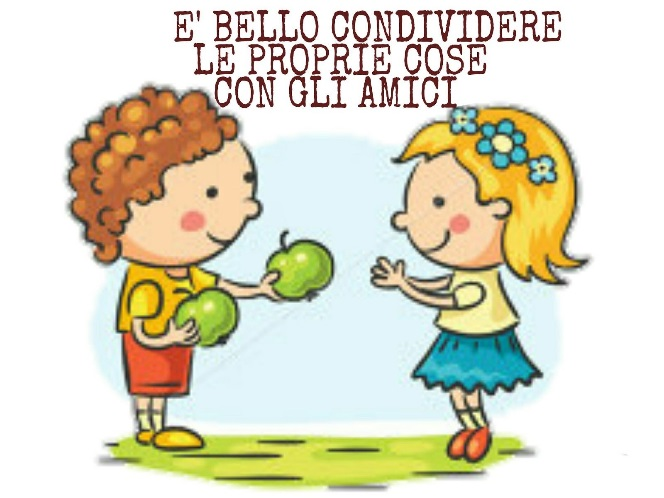 E' BELLO CONDIVIDERE
LE PROPRIE COSE
CON GLI AMICI